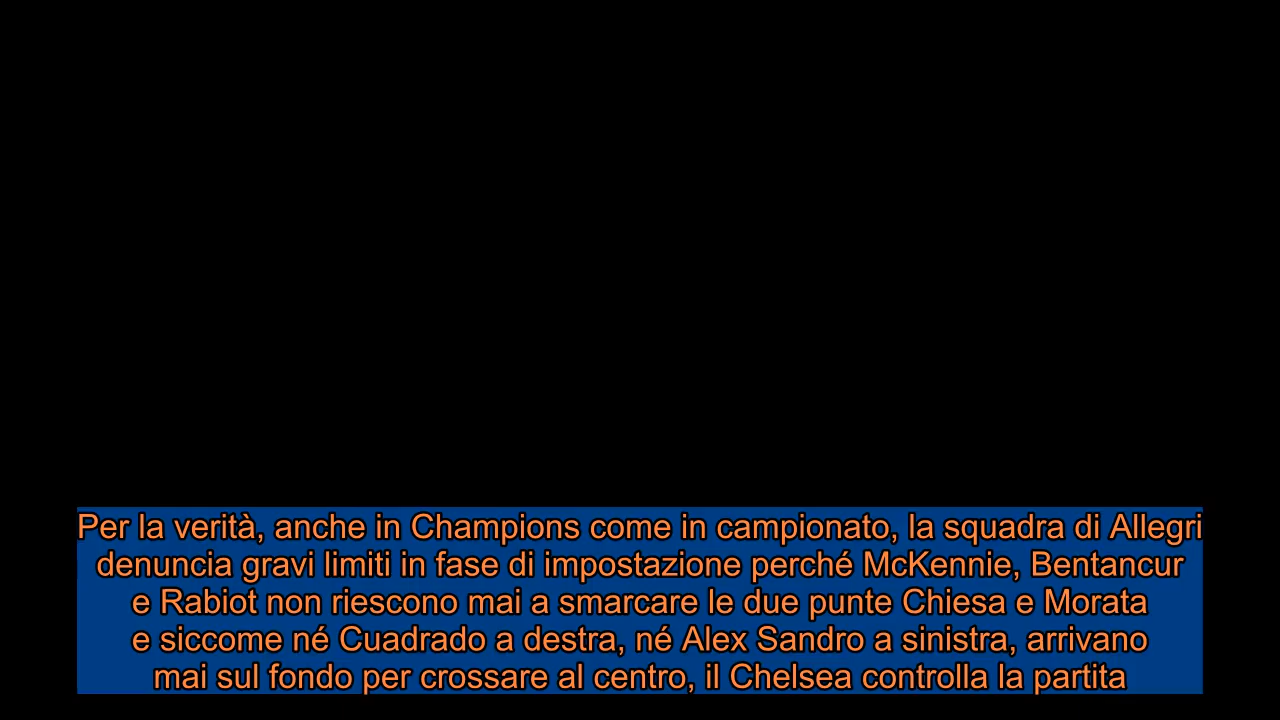 Per la verità, anche in Champions come in campionato, la squadra di Allegri
denuncia gravi limiti in fase di impostazione perché McKennie, Bentancur
e Rabiot non riescono mai a smarcare le due punte Chiesa e Morata
e siccome né Cuadrado a destra, né Alex Sandro a sinistra, arrivano
mai sul fondo per crossare al centro, il Chelsea controlla la partita